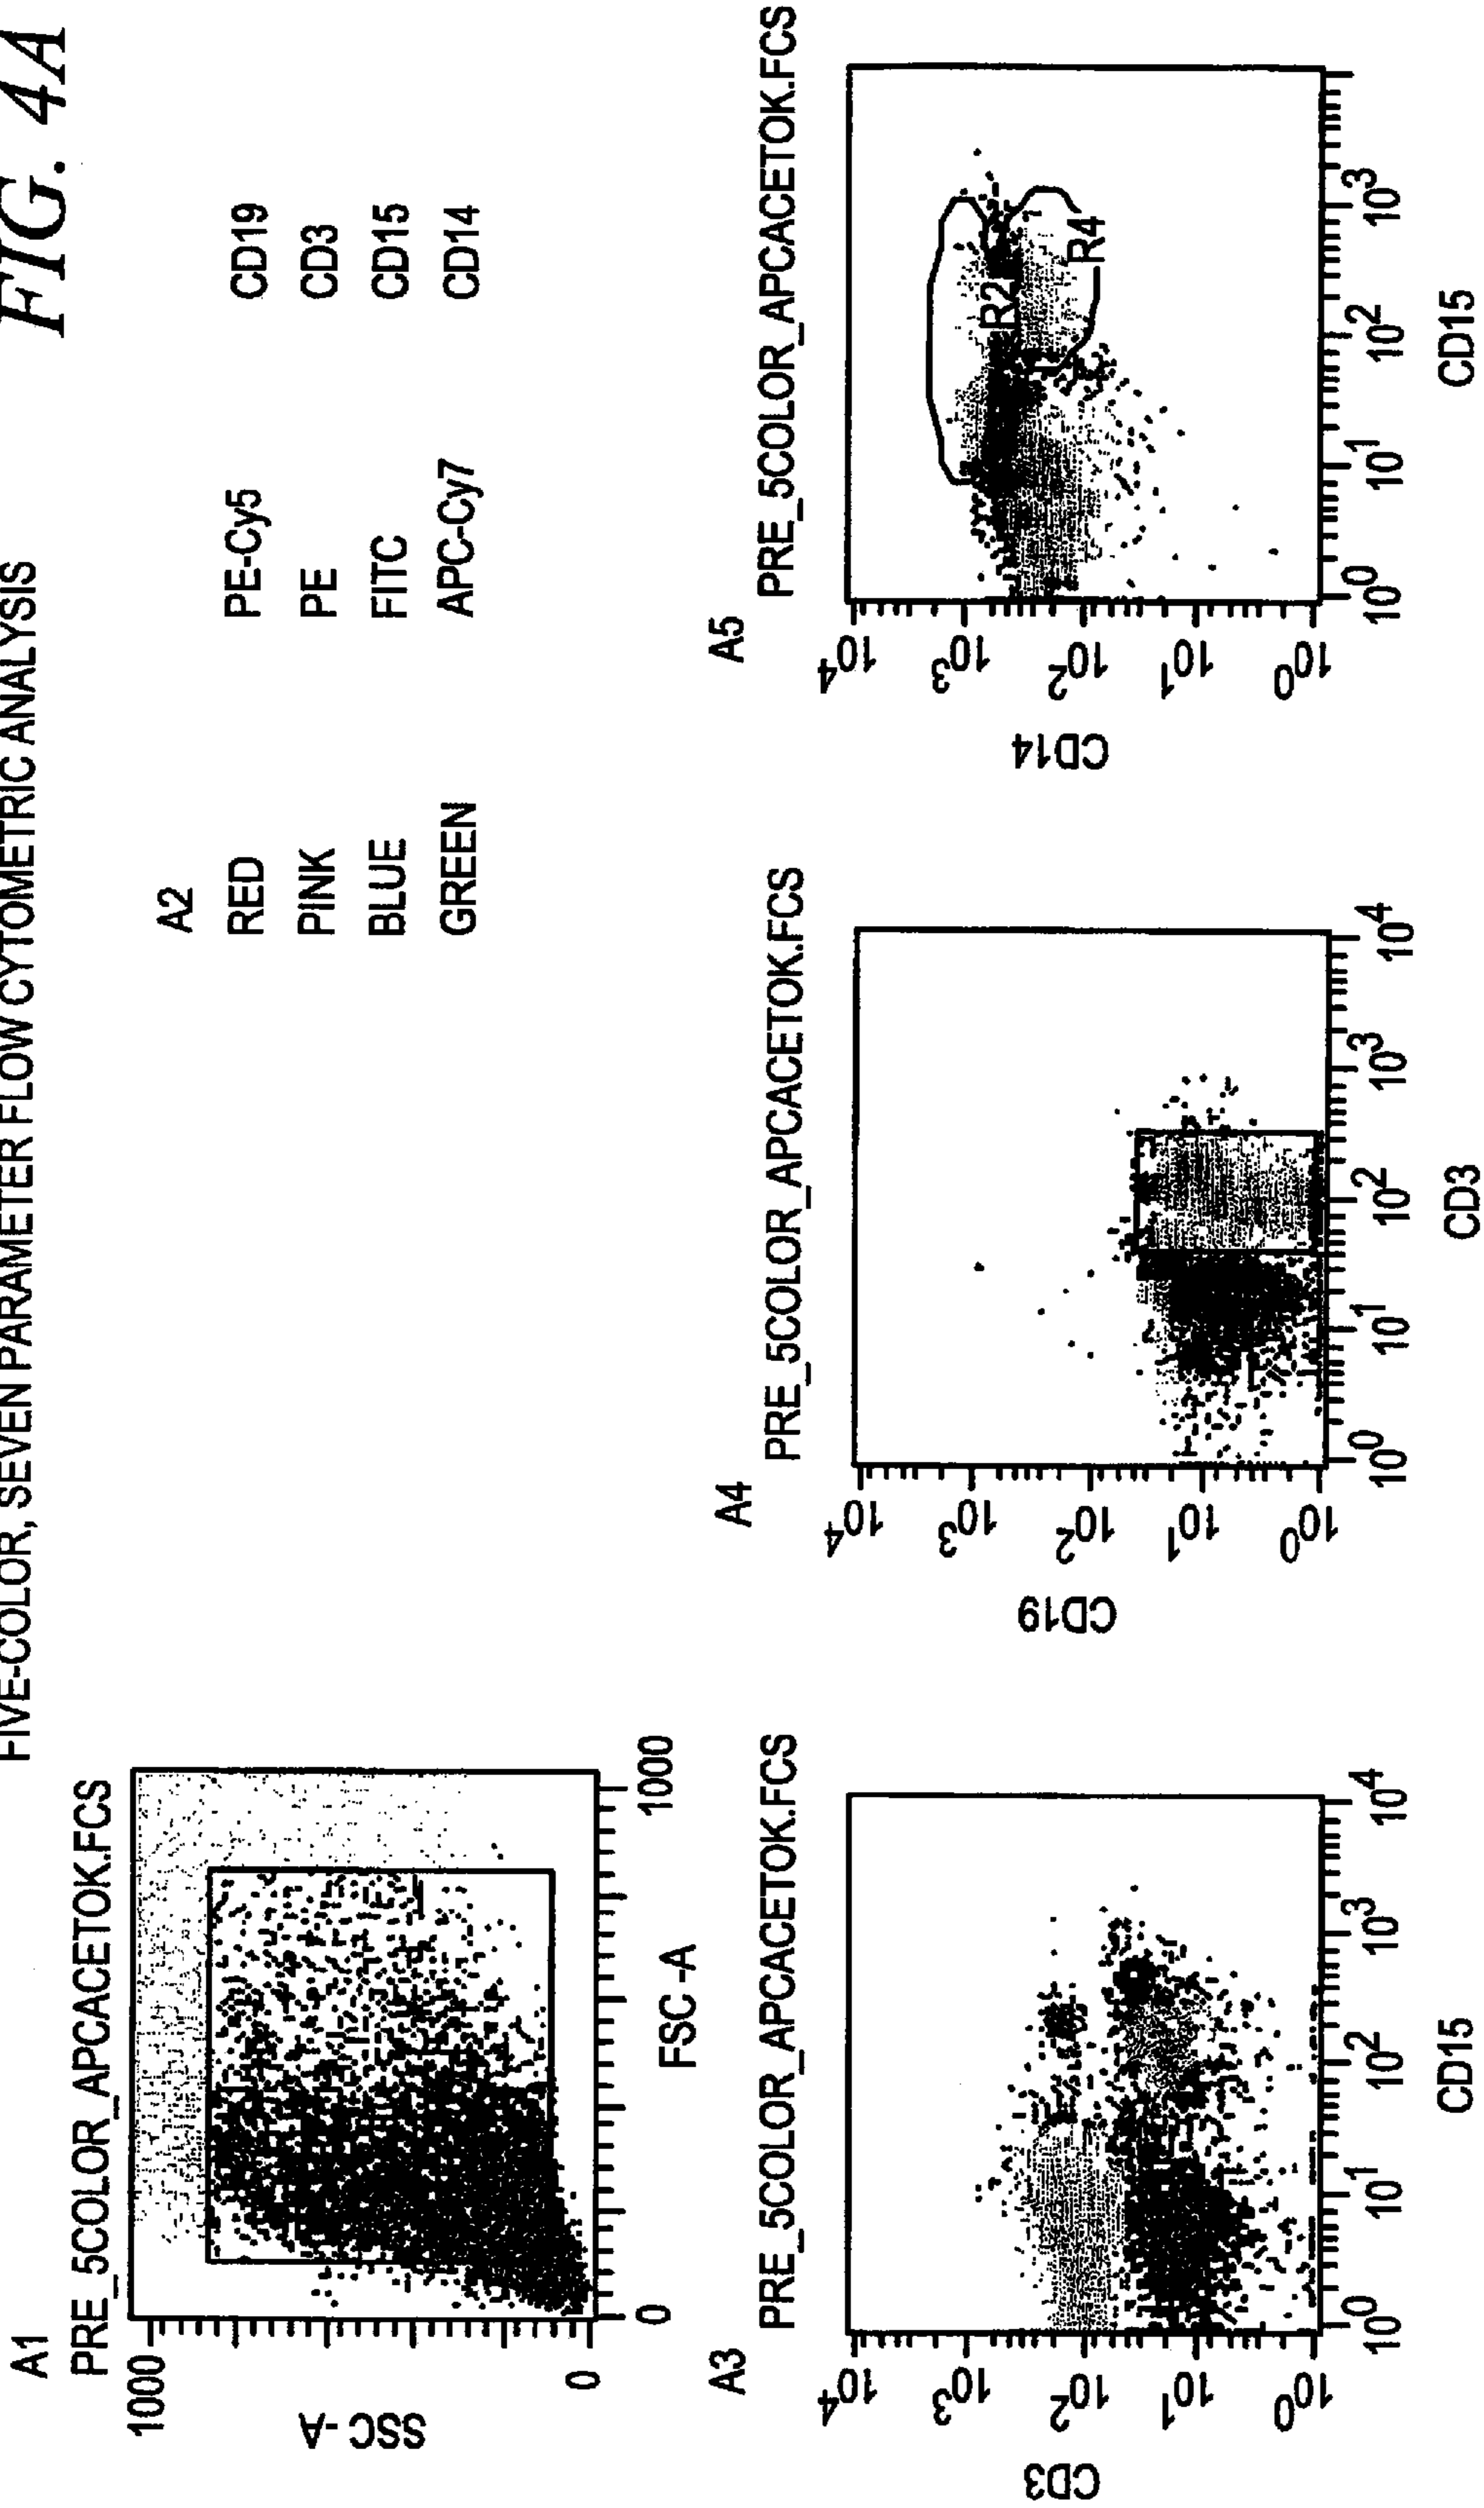 FIG. 4A
FIVE-COLOR, SEVEN PARAMETER FLOW CYTOMETRIC ANALYSIS
A1
PRE_5COLOR_APCACETOK.FCS
1000
SSC -A
0
0
1000
FSC -A
1
A2
RED PE-Cy5 CD19
PINK PE CD3
BLUE FITC CD15
GREEN APC-Cy7 CD14
A3
PRE_5COLOR_APCACETOK.FCS
10^4
10^3
10^2
10^1
10^0
CD3
10^0 10^1 10^2 10^3 10^4
CD15
A4
PRE_5COLOR_APCACETOK.FCS
10^4
10^3
10^2
10^1
10^0
CD19
10^0 10^1 10^2 10^3 10^4
CD3
A5
PRE_5COLOR_APCACETOK.FCS
10^4
10^3
10^2
10^1
10^0
CD14
R2
R4
10^0 10^1 10^2 10^3
CD15